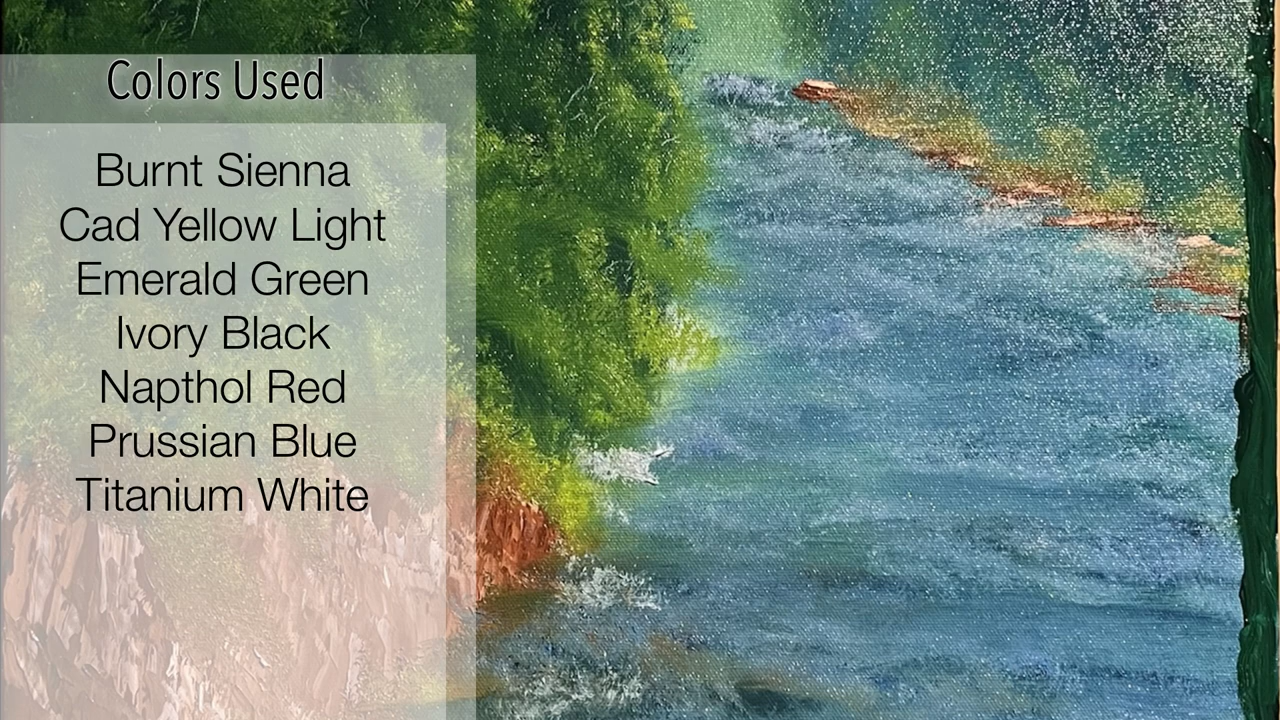 Colors Used
Burnt Sienna
Cad Yellow Light
Emerald Green
Ivory Black
Napthol Red
Prussian Blue
Titanium White